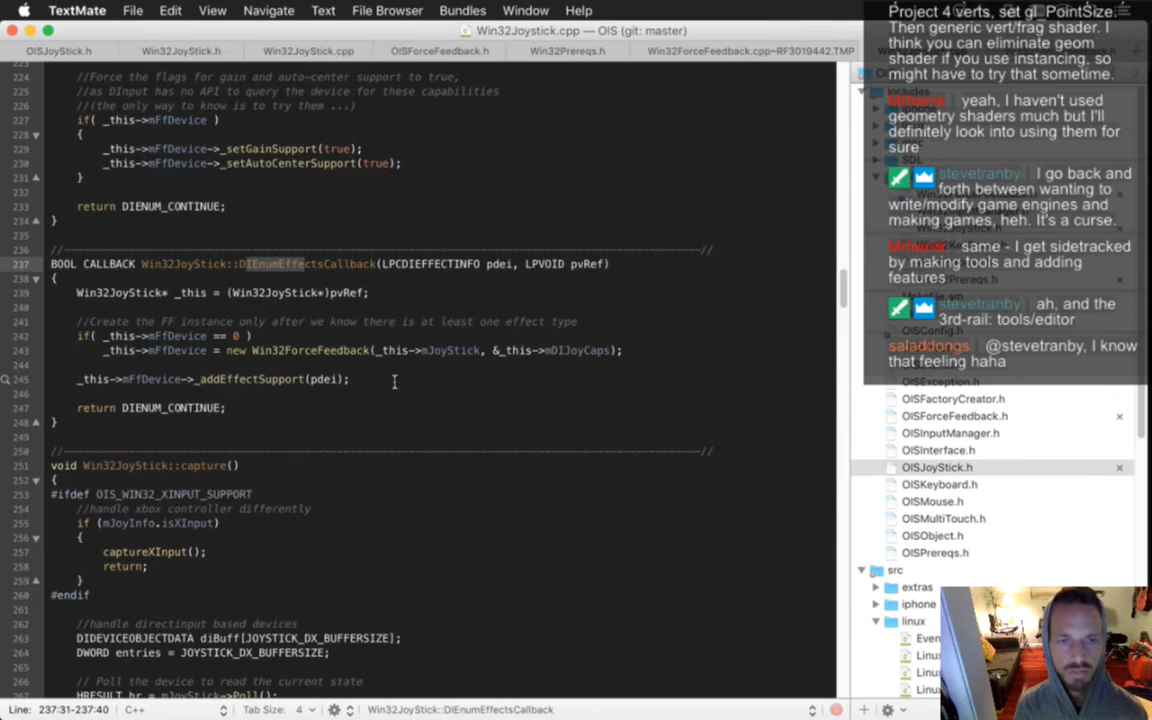 TextMate File Edit View Navigate Text File Browser Bundles Window Help
Win32Joystick.cpp — OIS (git: master)
OISJoyStick.h Win32JoyStick.h Win32JoyStick.cpp OISForceFeedback.h Win32Prereqs.h Win32ForceFeedback.cpp~RF3019442.TMP
224 //Force the flags for gain and auto-center support to true,
225 //as DInput has no API to query the device for these capabilities
226 //(the only way to know is to try them ...)
227 if( _this->mFfDevice )
228 {
229 _this->mFfDevice->_setGainSupport(true);
230 _this->mFfDevice->_setAutoCenterSupport(true);
231 }
232
233 return DIENUM_CONTINUE;
234 }
235
236 //--------------------------------------------------------------------------------------------------//
237 BOOL CALLBACK Win32JoyStick::DIEnumEffectsCallback(LPCDIEFFECTINFO pdei, LPVOID pvRef)
238 {
239 Win32JoyStick* _this = (Win32JoyStick*)pvRef;
240
241 //Create the FF instance only after we know there is at least one effect type
242 if( _this->mFfDevice == 0 )
243 _this->mFfDevice = new Win32ForceFeedback(_this->mJoyStick, &_this->mDIJoyCaps);
244
245 _this->mFfDevice->_addEffectSupport(pdei);
246
247 return DIENUM_CONTINUE;
248 }
249
250 //--------------------------------------------------------------------------------------------------//
251 void Win32JoyStick::capture()
252 {
253 #ifdef OIS_WIN32_XINPUT_SUPPORT
254 //handle xbox controller differently
255 if (mJoyInfo.isXInput)
256 {
257 captureXInput();
258 return;
259 }
260 #endif
261
262 //handle directinput based devices
263 DIDEVICEOBJECTDATA diBuff[JOYSTICK_DX_BUFFERSIZE];
264 DWORD entries = JOYSTICK_DX_BUFFERSIZE;
265
266 // Poll the device to read the current state
267 HRESULT hr = mJoyStick->Poll();
Line: 237:31-237:40 C++ Tab Size: 4 Win32JoyStick::DIEnumEffectsCallback
Project 4 verts, set gl_PointSize.
Then generic vert/frag shader. I
think you can eliminate geom
shader if you use instancing, so
might have to try that sometime.
yeah, I haven't used
geometry shaders much but I'll
definitely look into using them for
sure
stevetranby I go back and
forth between wanting to
write/modify game engines and
making games, heh. It's a curse.
same - I get sidetracked
by making tools and adding
features
stevetranby ah, and the
3rd-rail: tools/editor
saladdongs @stevetranby, I know
that feeling haha
includes
SDL
OISConfig.h
OISException.h
OISFactoryCreator.h
OISForceFeedback.h
OISInputManager.h
OISInterface.h
OISJoyStick.h
OISKeyboard.h
OISMouse.h
OISMultiTouch.h
OISObject.h
OISPrereqs.h
src
extras
iphone
linux